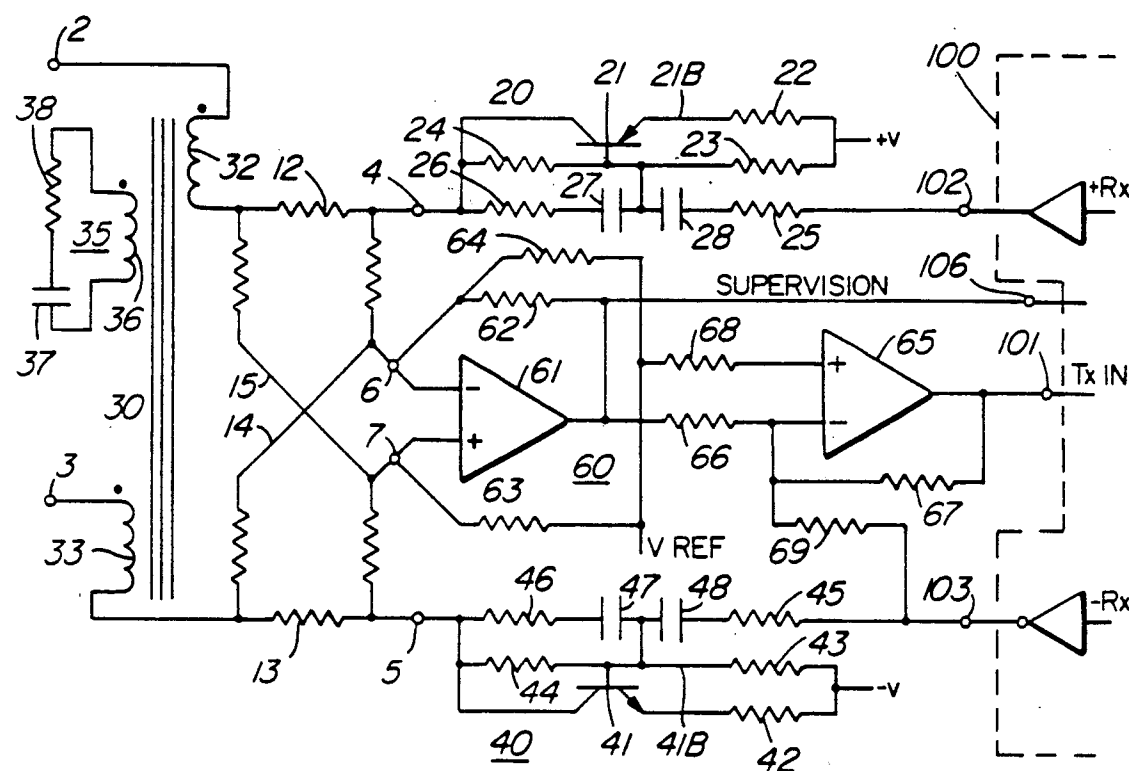 2
20 21 21B 22 100
38 24 +V
32 12 4 26 27 23 102 +Rx
35 28 25
64
36 SUPERVISION 106
37 62 68 65 101
6 61 Tx IN
15
30 14 7 66
60
3 63 67
V REF 69
33 46 47 48 45 103 -Rx
43
13 5 44 -V
40 41 41B 42